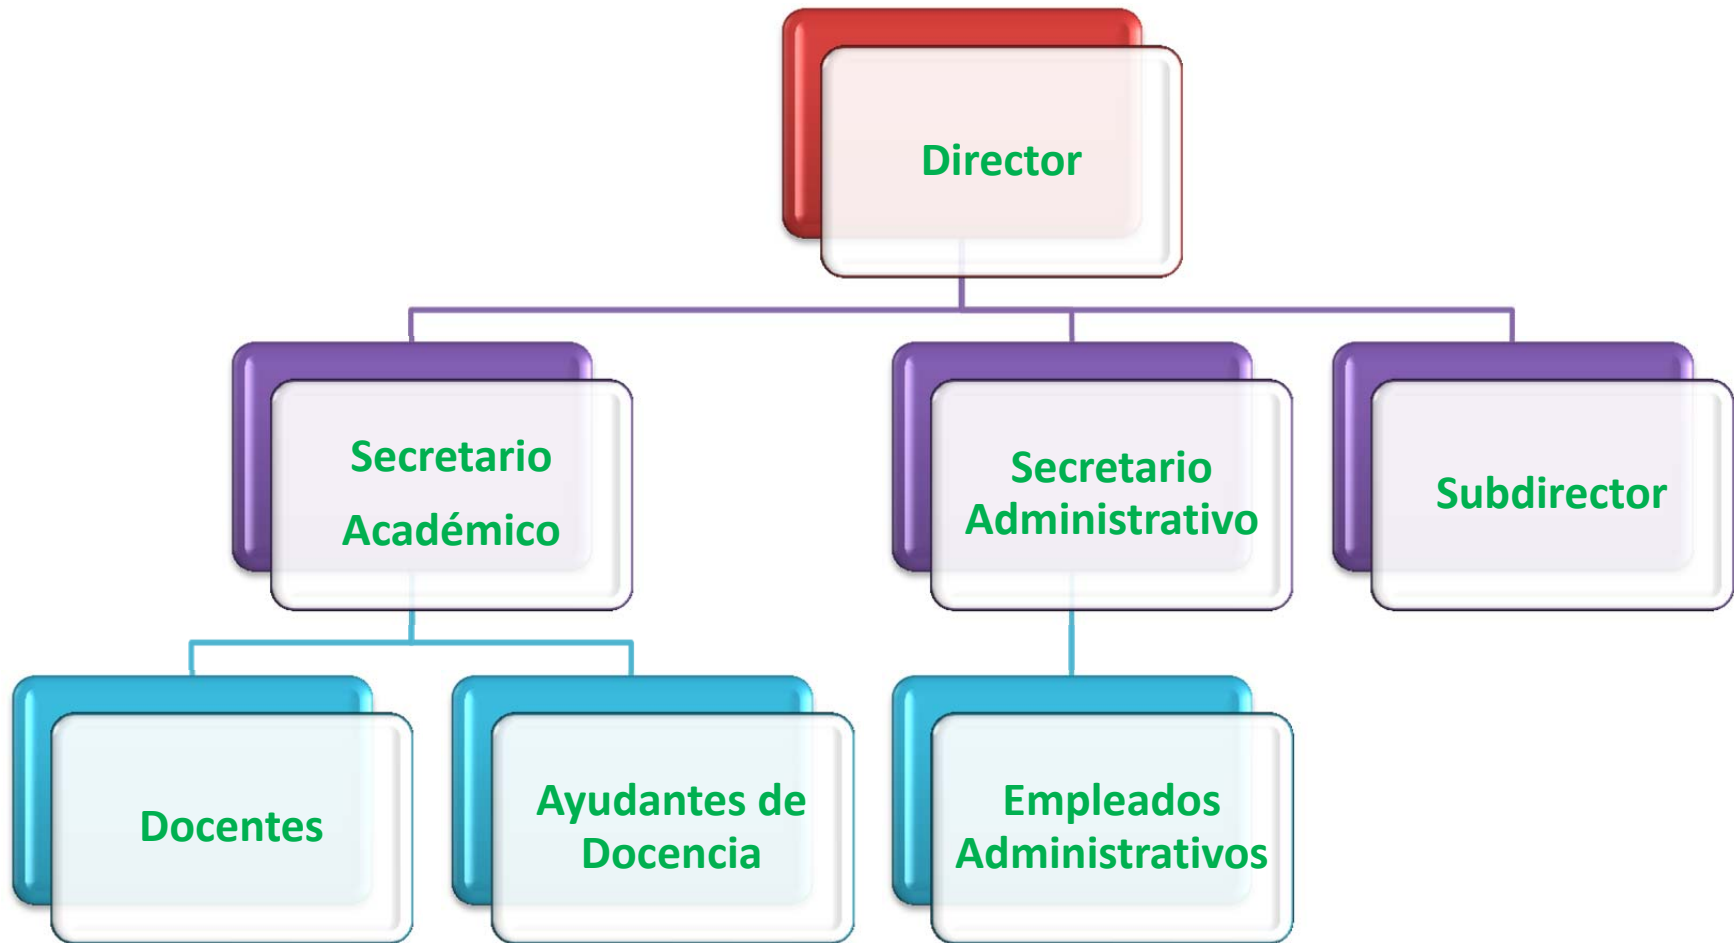 Director
Secretario
Académico
Secretario
Administrativo
Subdirector
Docentes
Ayudantes de
Docencia
Empleados
Administrativos